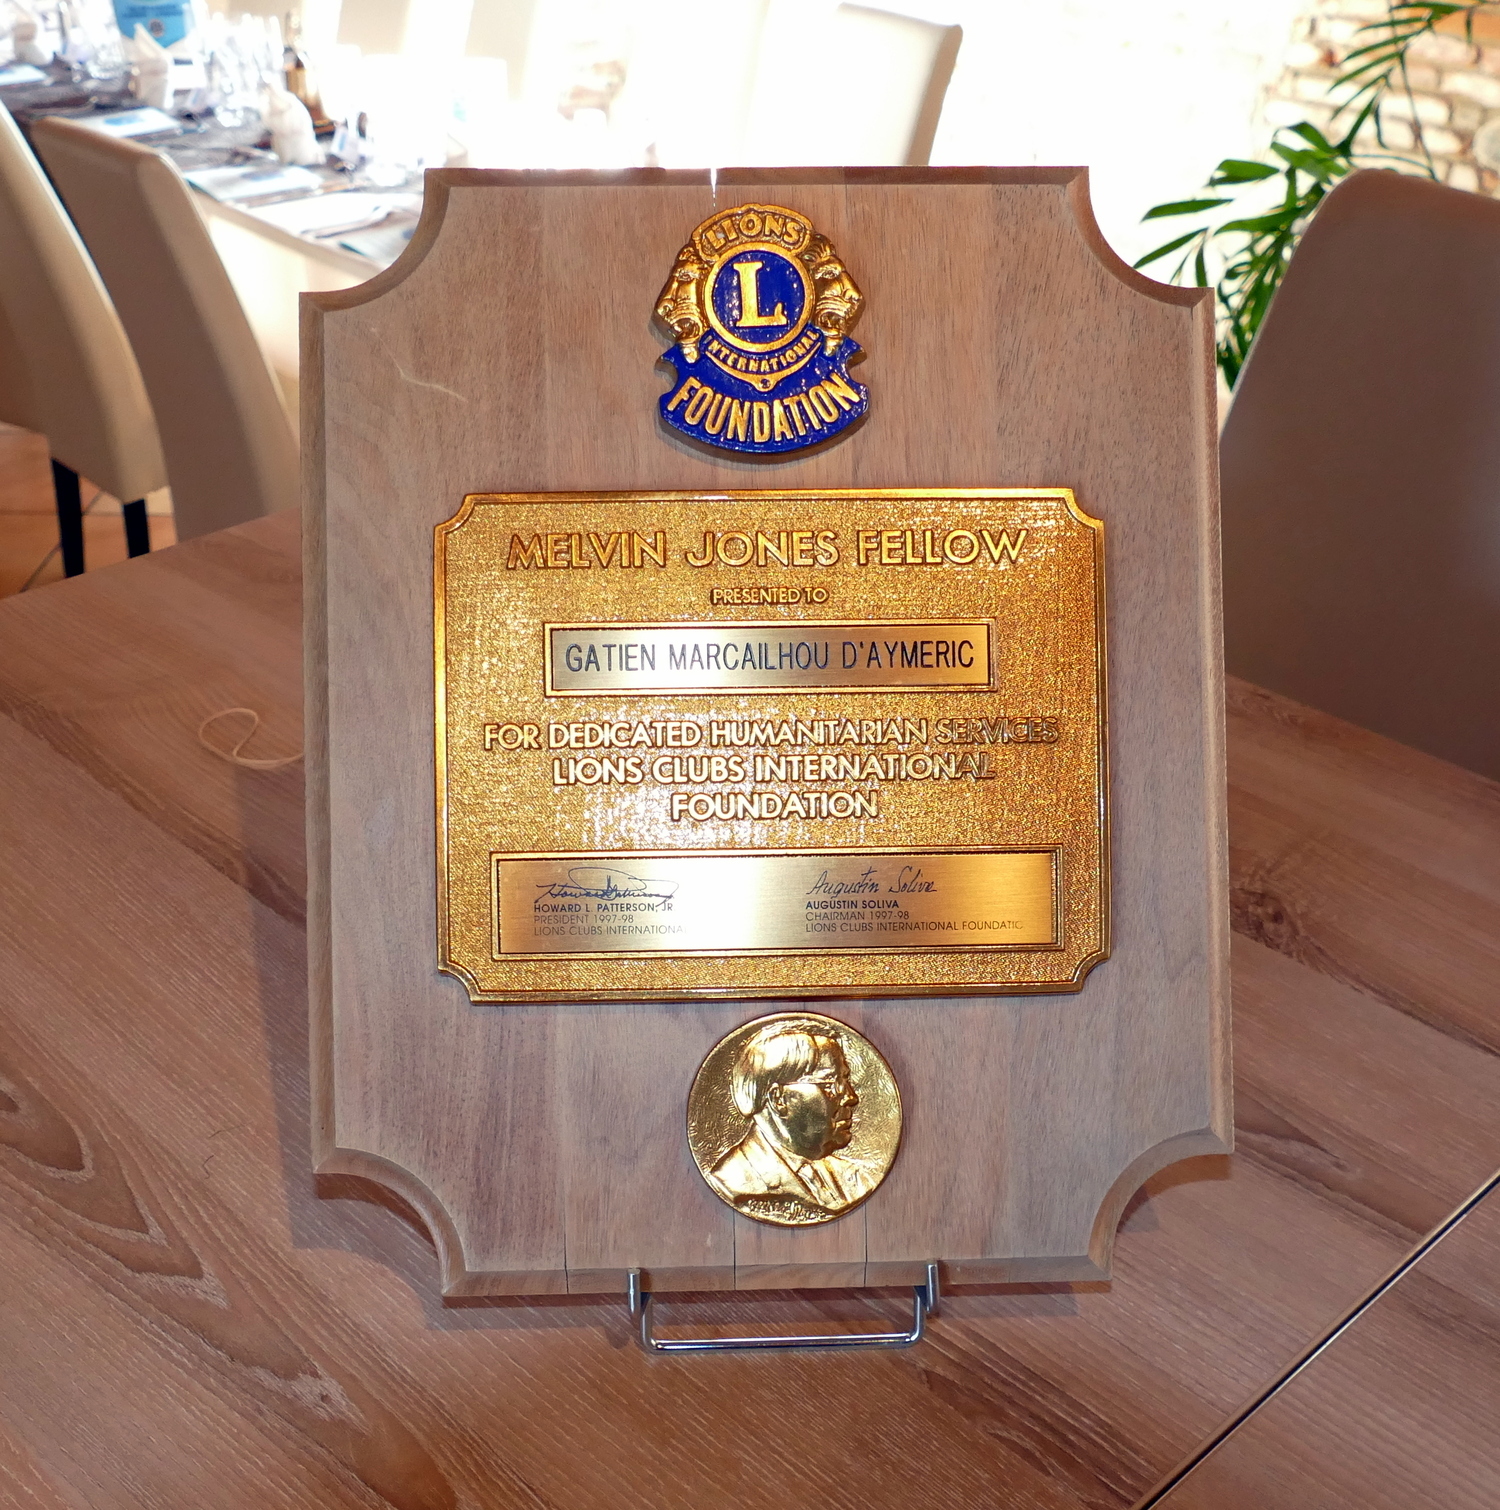 LIONS
L
INTERNATIONAL
FOUNDATION
MELVIN JONES FELLOW
PRESENTED TO
GATIEN MARCAILHOU D'AYMERIC
FOR DEDICATED HUMANITARIAN SERVICES
LIONS CLUBS INTERNATIONAL
FOUNDATION
HOWARD L. PATTERSON, JR
PRESIDENT 1997-98
LIONS CLUBS INTERNATIONA
Augustin Soliva
AUGUSTIN SOLIVA
CHAIRMAN 1997-98
LIONS CLUBS INTERNATIONAL FOUNDATIC